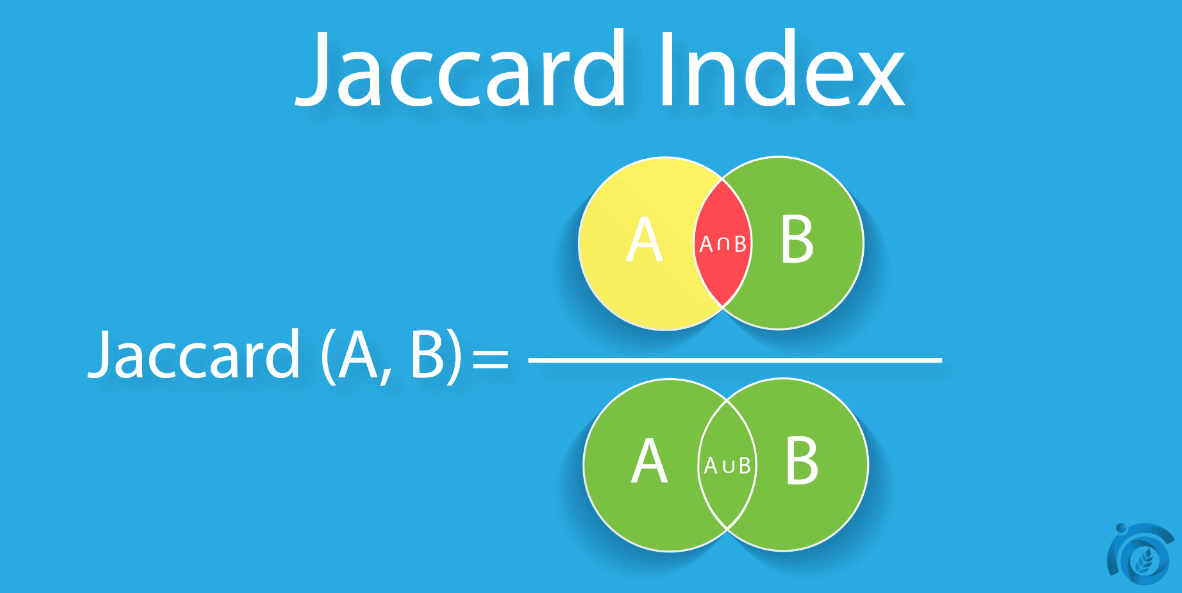 Jaccard Index
A A∩B B
Jaccard (A, B) =
A A∪B B